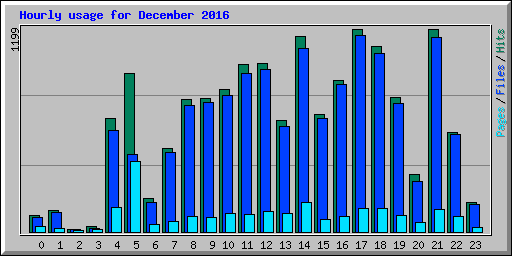 Hourly usage for December 2016
1199
Pages/Files/Hits
0 1 2 3 4 5 6 7 8 9 10 11 12 13 14 15 16 17 18 19 20 21 22 23